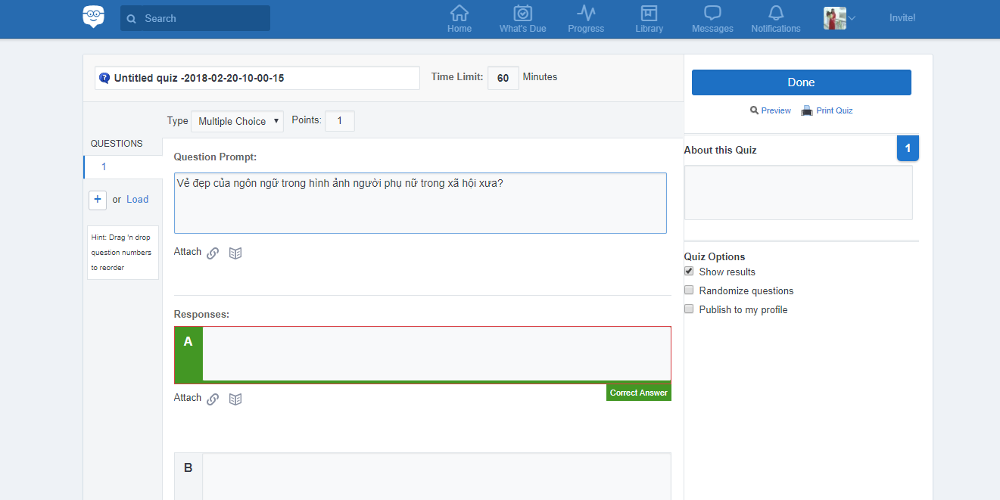 Search
Home
What's Due
Progress
Library
Messages
Notifications
Invite!
Untitled quiz -2018-02-20-10-00-15
Time Limit: 60 Minutes
Done
Preview
Print Quiz
Type Multiple Choice Points: 1
QUESTIONS
1
+ or Load
Hint: Drag 'n drop
question numbers
to reorder
Question Prompt:
Vẻ đẹp của ngôn ngữ trong hình ảnh người phụ nữ trong xã hội xưa?
Attach
Responses:
A
Correct Answer
Attach
B
About this Quiz
1
Quiz Options
Show results
Randomize questions
Publish to my profile